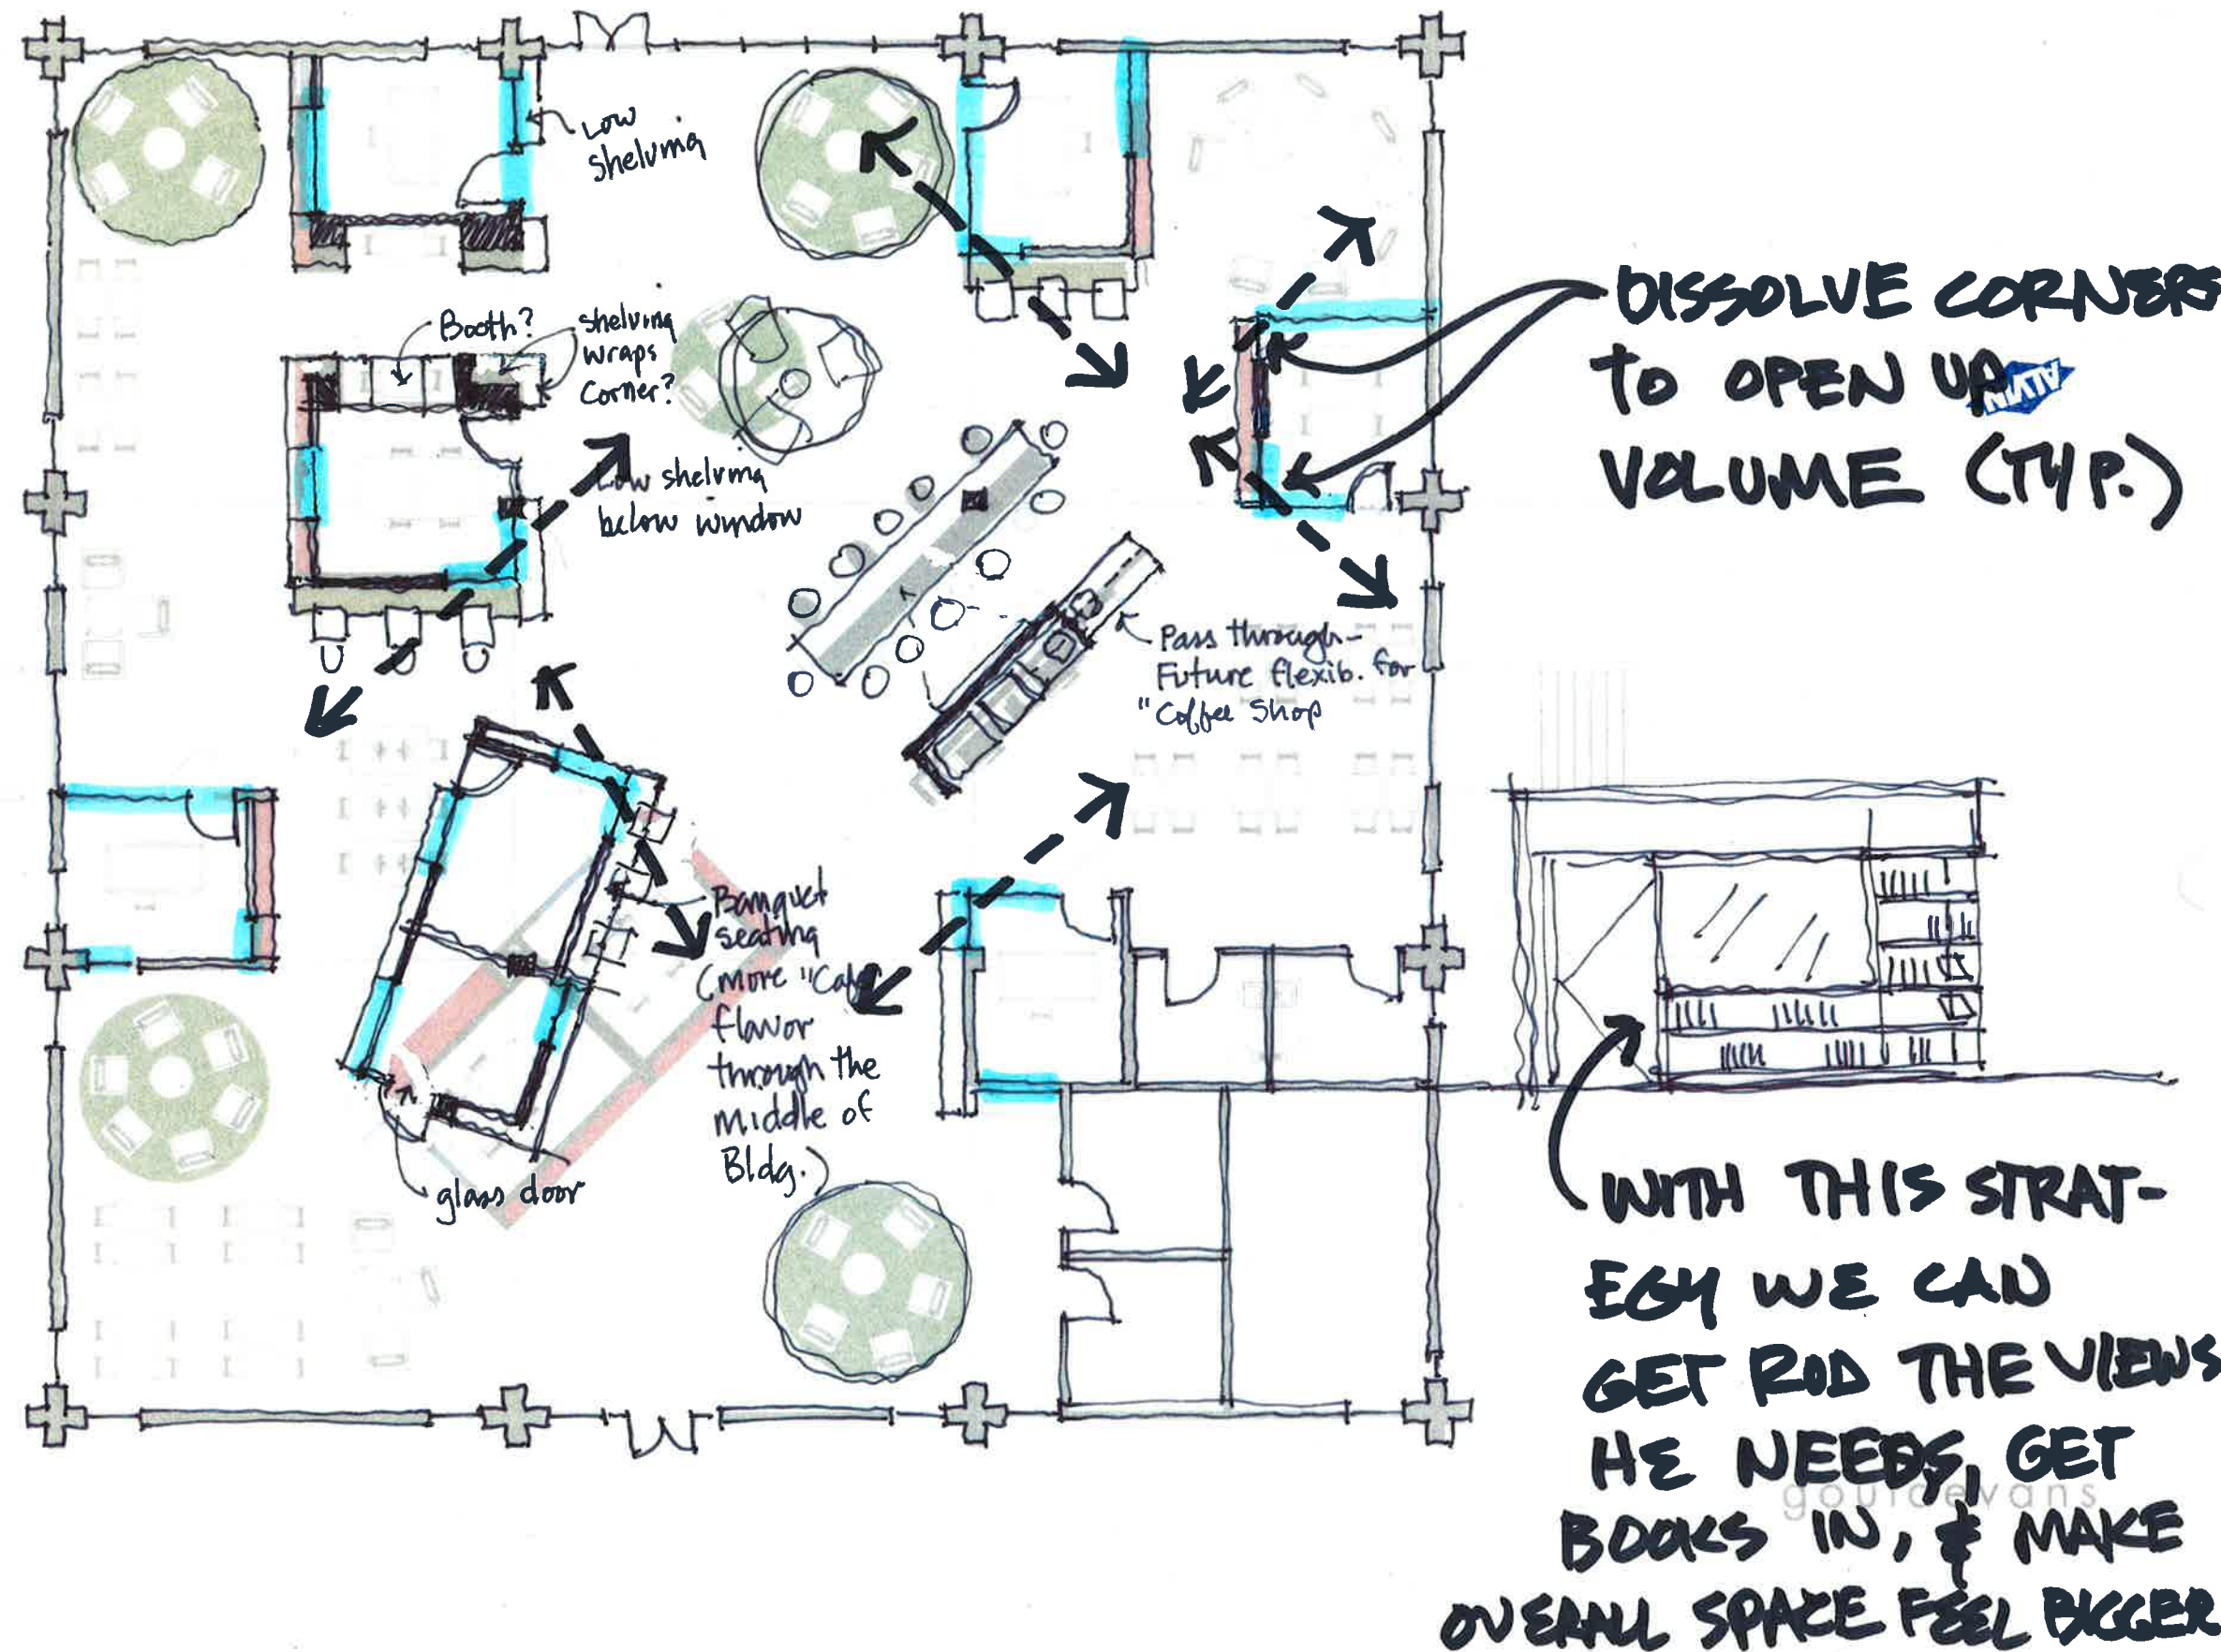 Low
shelving
Booth?
shelving
wraps
Corner?
Low shelving
below window
DISSOLVE CORNERS
TO OPEN UP
ALVIN
VOLUME (TYP.)
Pass through-
Future flexib. for
"Coffee Shop
Banquet
seating
(more "Cafe
flavor
through the
middle of
Bldg.)
glass door
WITH THIS STRAT-
EGY WE CAN
GET ROD THE VIEWS
HE NEEDS, GET
gouldevans
BOOKS IN, & MAKE
OVERALL SPACE FEEL BIGGER